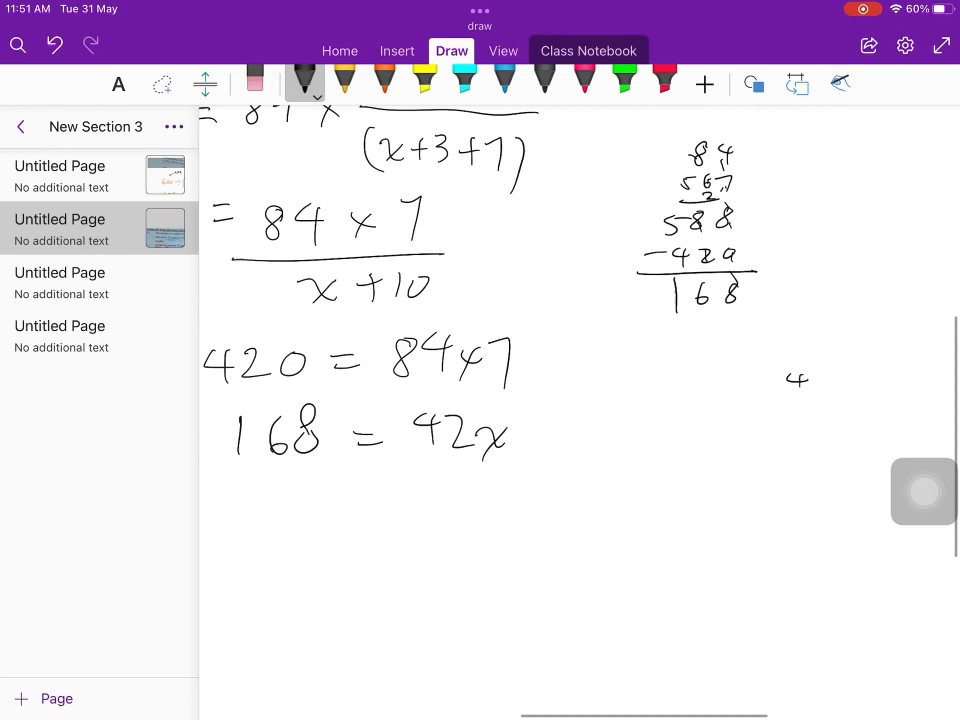 11:51 AM Tue 31 May
60%
draw
Home Insert Draw View Class Notebook
A
New Section 3
Untitled Page
No additional text
Untitled Page
No additional text
Untitled Page
No additional text
Untitled Page
No additional text
+ Page
= 84 x
(x+3+7)
= 84 x 7
x + 10
420 = 84x7
168 = 42x
84
567
2
588
-420
168
4